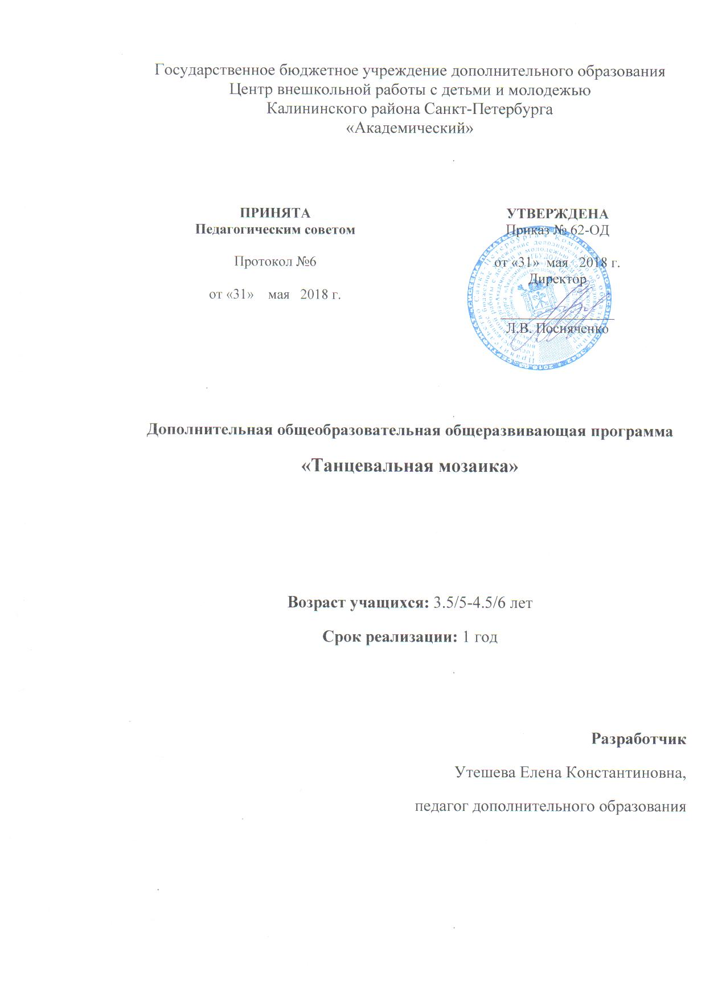 Государственное бюджетное учреждение дополнительного образования
Центр внешкольной работы с детьми и молодежью
Калининского района Санкт-Петербурга
«Академический»
ПРИНЯТА
Педагогическим советом
Протокол №6
от «31» мая 2018 г.
УТВЕРЖДЕНА
Приказ № 62-ОД
от «31» мая 2018 г.
Директор
Л.В. Посняченко
Дополнительная общеобразовательная общеразвивающая программа
«Танцевальная мозаика»
Возраст учащихся: 3.5/5-4.5/6 лет
Срок реализации: 1 год
Разработчик
Утешева Елена Константиновна,
педагог дополнительного образования